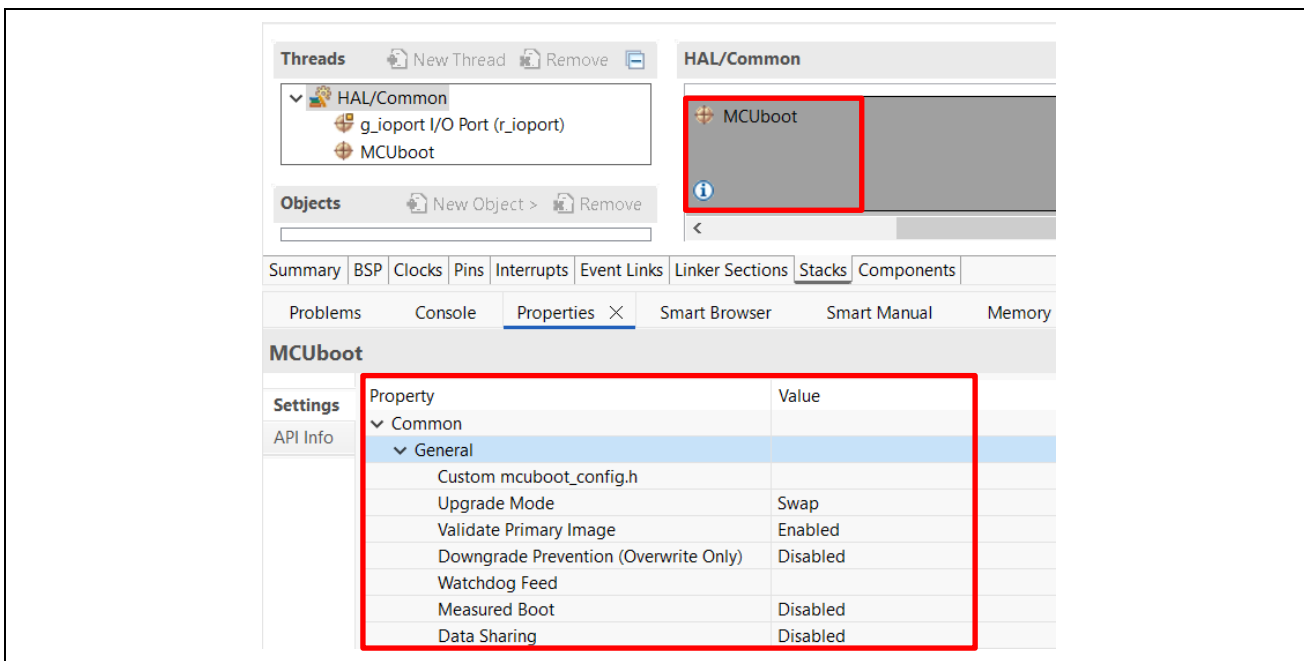 Threads New Thread Remove
HAL/Common
g_ioport I/O Port (r_ioport)
MCUboot
Objects New Object > Remove
HAL/Common
MCUboot
Summary BSP Clocks Pins Interrupts Event Links Linker Sections Stacks Components
Problems Console Properties Smart Browser Smart Manual Memory
MCUboot
Settings
API Info
Property Value
Common
General
Custom mcuboot_config.h
Upgrade Mode Swap
Validate Primary Image Enabled
Downgrade Prevention (Overwrite Only) Disabled
Watchdog Feed
Measured Boot Disabled
Data Sharing Disabled